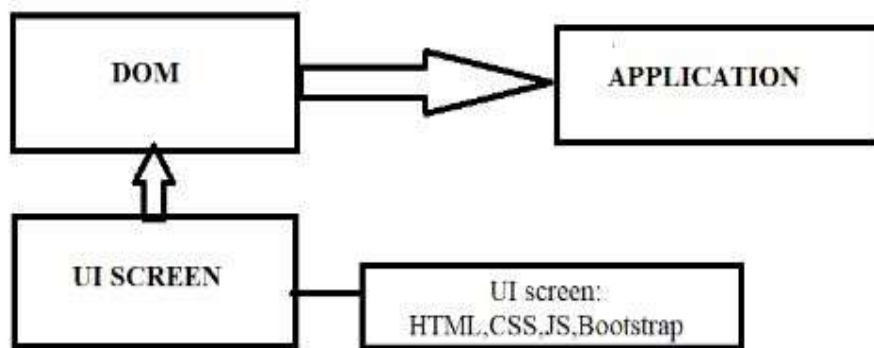 DOM
APPLICATION
UI SCREEN
UI screen:
HTML,CSS,JS,Bootstrap